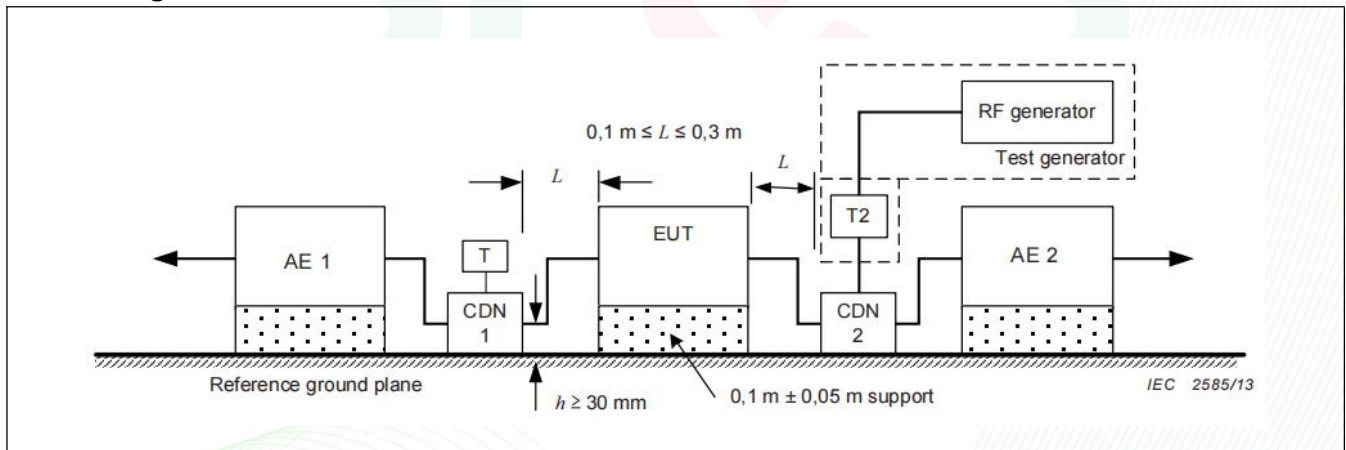 RF generator
0,1 m ≤ L ≤ 0,3 m
Test generator
L
L
T2
EUT
AE 1
T
AE 2
CDN
1
CDN
2
Reference ground plane
IEC 2585/13
h ≥ 30 mm
0,1 m ± 0,05 m support